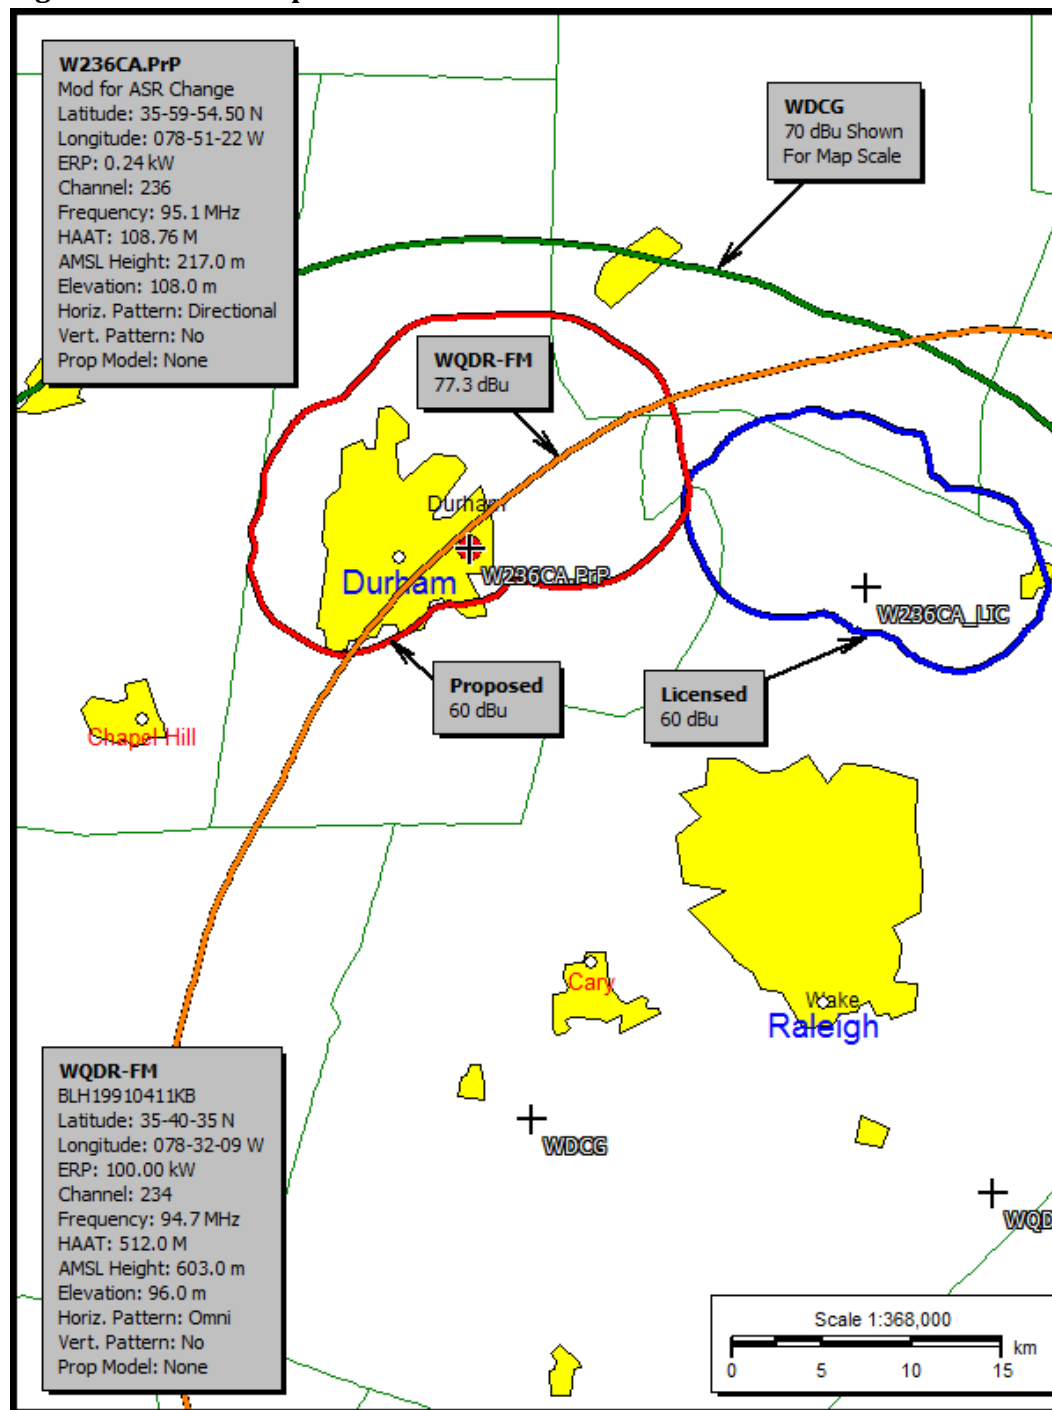 W236CA.PrP
Mod for ASR Change
Latitude: 35-59-54.50 N
Longitude: 078-51-22 W
ERP: 0.24 kW
Channel: 236
Frequency: 95.1 MHz
HAAT: 108.76 M
AMSL Height: 217.0 m
Elevation: 108.0 m
Horiz. Pattern: Directional
Vert. Pattern: No
Prop Model: None
WDCG
70 dBu Shown
For Map Scale
WQDR-FM
77.3 dBu
Durham
Durham
W236CA.PrP
W236CA_LIC
Proposed
60 dBu
Licensed
60 dBu
Chapel Hill
Cary
Wake
Raleigh
WDCG
WQD
WQDR-FM
BLH19910411KB
Latitude: 35-40-35 N
Longitude: 078-32-09 W
ERP: 100.00 kW
Channel: 234
Frequency: 94.7 MHz
HAAT: 512.0 M
AMSL Height: 603.0 m
Elevation: 96.0 m
Horiz. Pattern: Omni
Vert. Pattern: No
Prop Model: None
Scale 1:368,000
km
0 5 10 15